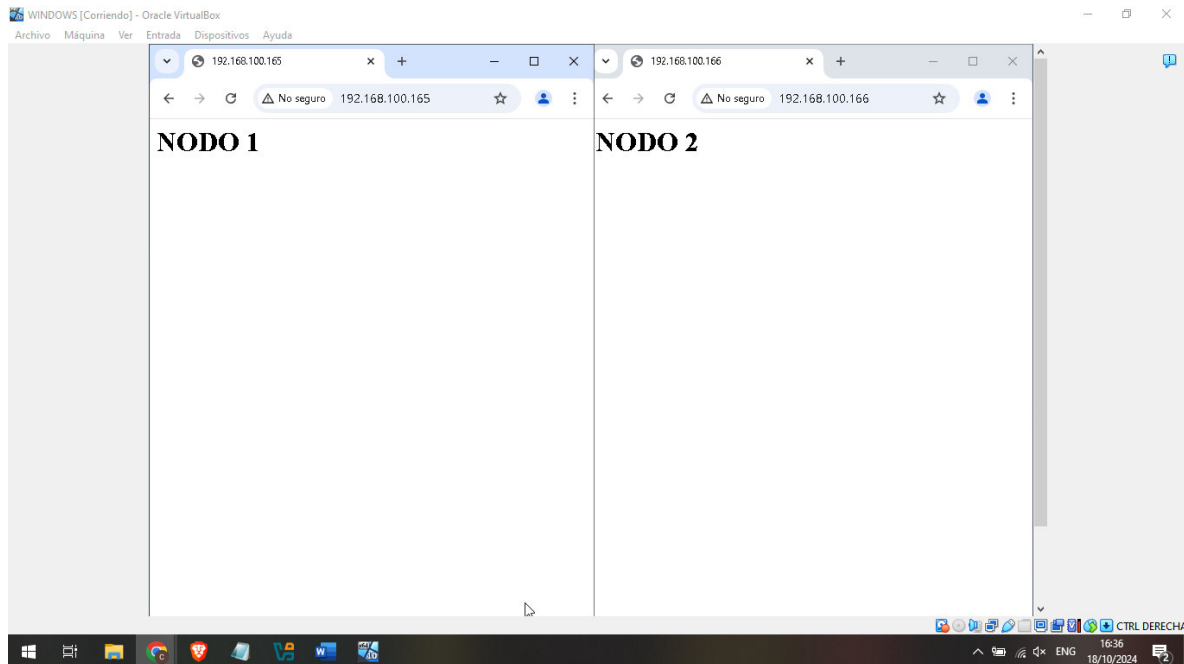 WINDOWS [Corriendo] - Oracle VirtualBox
Archivo Máquina Ver Entrada Dispositivos Ayuda
192.168.100.165
No seguro 192.168.100.165
NODO 1
192.168.100.166
No seguro 192.168.100.166
NODO 2
CTRL DERECHA
ENG
16:36
18/10/2024
2